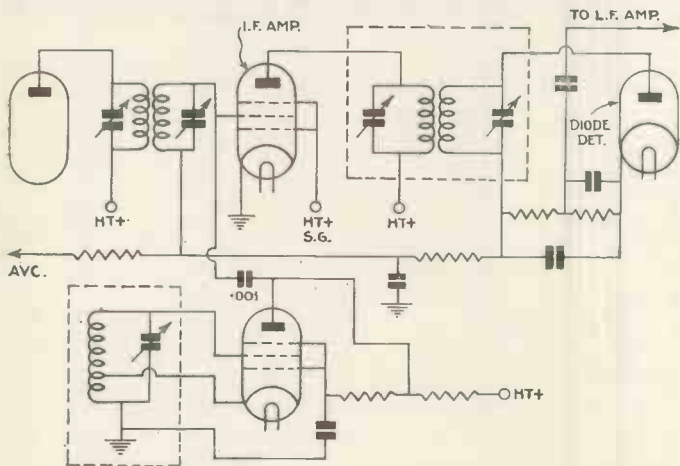 I.F. AMP.
TO L.F. AMP.
DIODE
DET.
HT+
HT+
S.G.
HT+
AVC.
.001
HT+